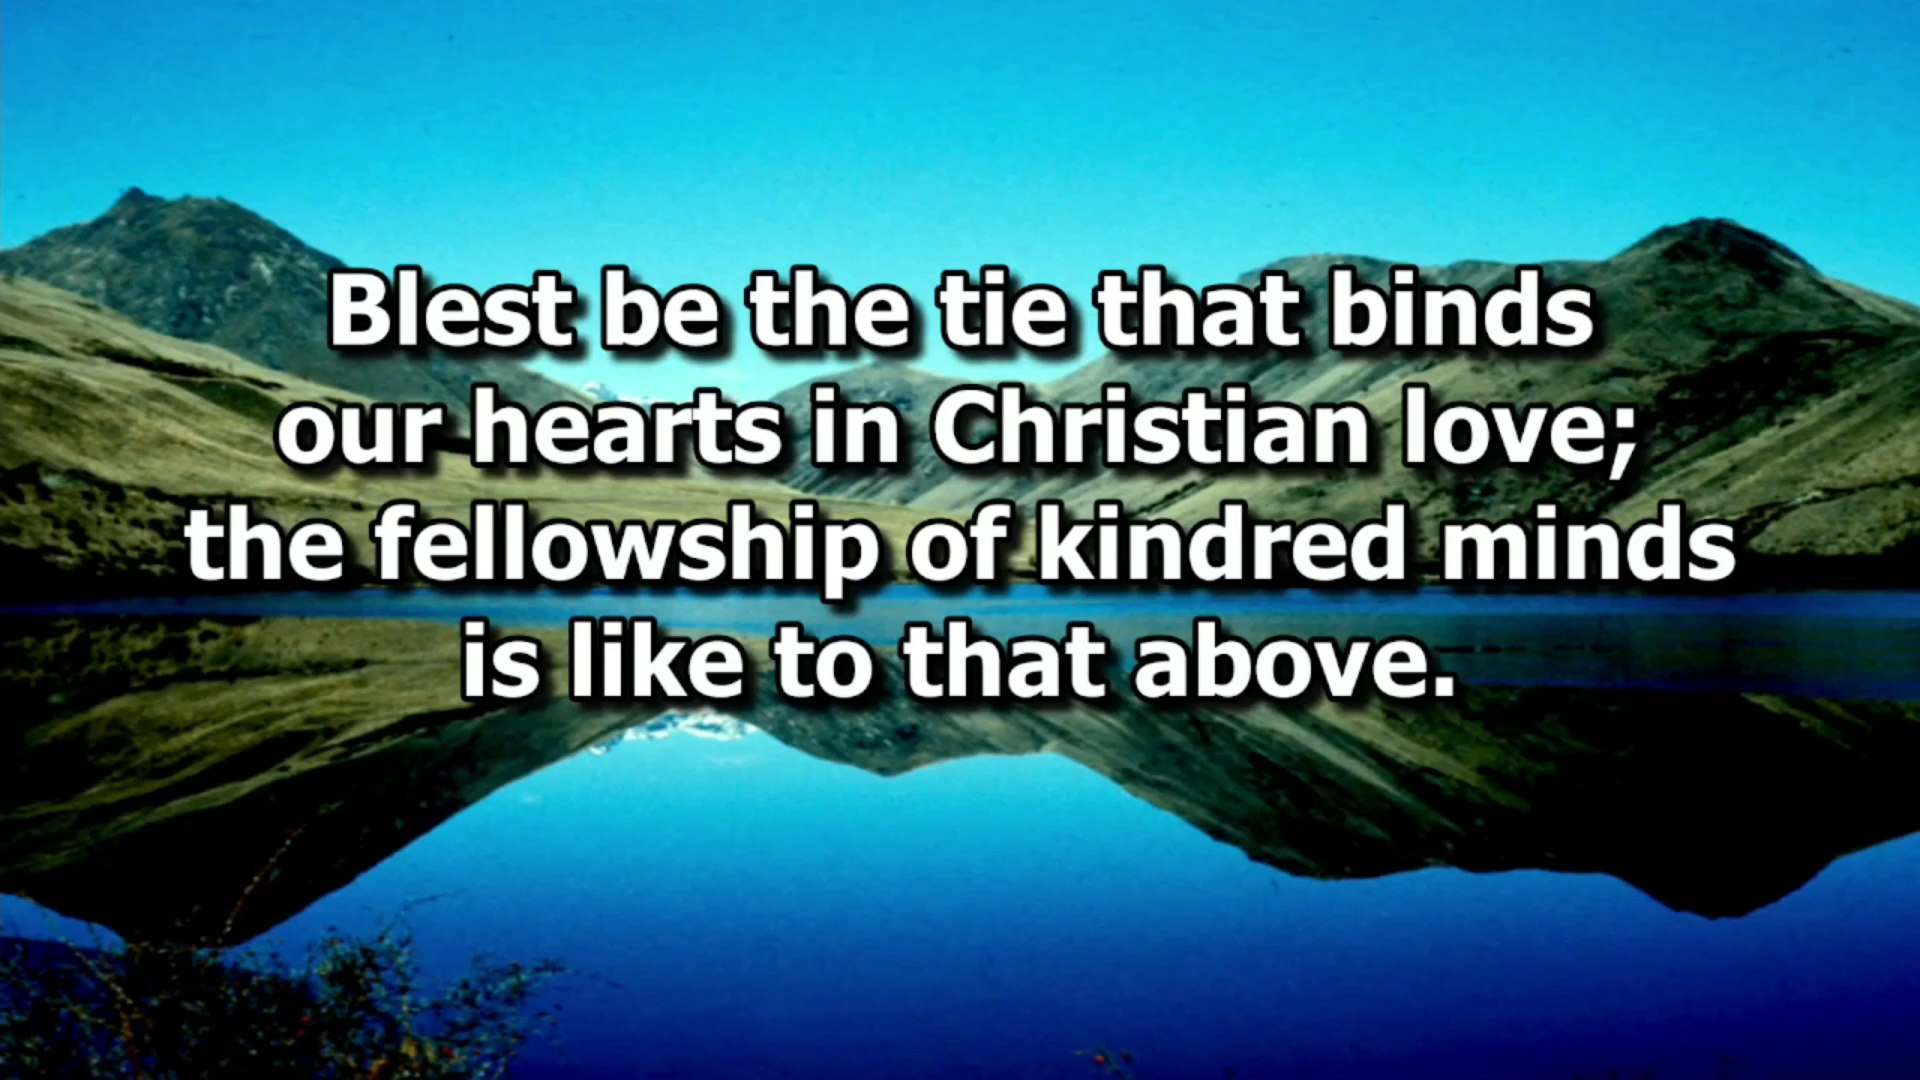 Blest be the tie that binds
our hearts in Christian love;
the fellowship of kindred minds
is like to that above.